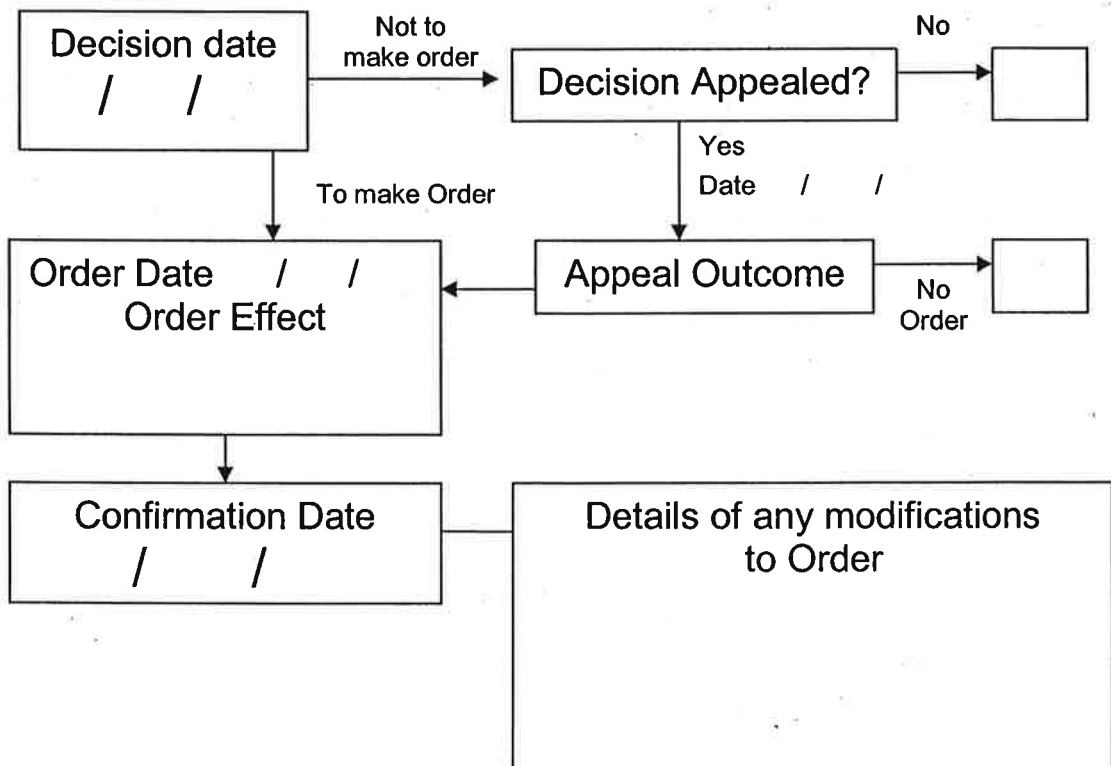 Decision date
/ /
Not to
make order
Decision Appealed?
No
Yes
Date / /
To make Order
Order Date / /
Order Effect
Appeal Outcome
No
Order
Confirmation Date
/ /
Details of any modifications
to Order